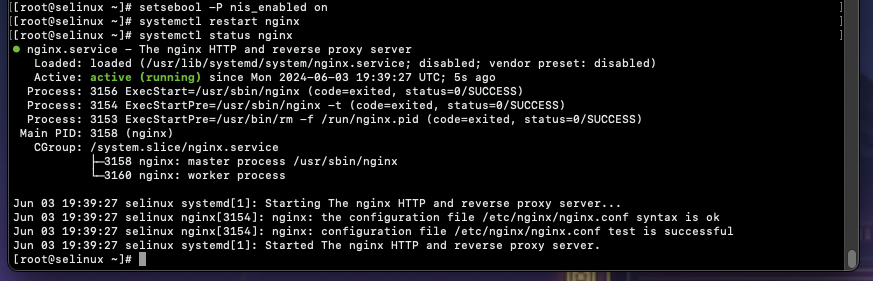 [[root@selinux ~]# setsebool -P nis_enabled on ]
[[root@selinux ~]# systemctl restart nginx ]
[[root@selinux ~]# systemctl status nginx ]
● nginx.service - The nginx HTTP and reverse proxy server
Loaded: loaded (/usr/lib/systemd/system/nginx.service; disabled; vendor preset: disabled)
Active: active (running) since Mon 2024-06-03 19:39:27 UTC; 5s ago
Process: 3156 ExecStart=/usr/sbin/nginx (code=exited, status=0/SUCCESS)
Process: 3154 ExecStartPre=/usr/sbin/nginx -t (code=exited, status=0/SUCCESS)
Process: 3153 ExecStartPre=/usr/bin/rm -f /run/nginx.pid (code=exited, status=0/SUCCESS)
Main PID: 3158 (nginx)
CGroup: /system.slice/nginx.service
├─3158 nginx: master process /usr/sbin/nginx
└─3160 nginx: worker process
Jun 03 19:39:27 selinux systemd[1]: Starting The nginx HTTP and reverse proxy server...
Jun 03 19:39:27 selinux nginx[3154]: nginx: the configuration file /etc/nginx/nginx.conf syntax is ok
Jun 03 19:39:27 selinux nginx[3154]: nginx: configuration file /etc/nginx/nginx.conf test is successful
Jun 03 19:39:27 selinux systemd[1]: Started The nginx HTTP and reverse proxy server.
[root@selinux ~]#